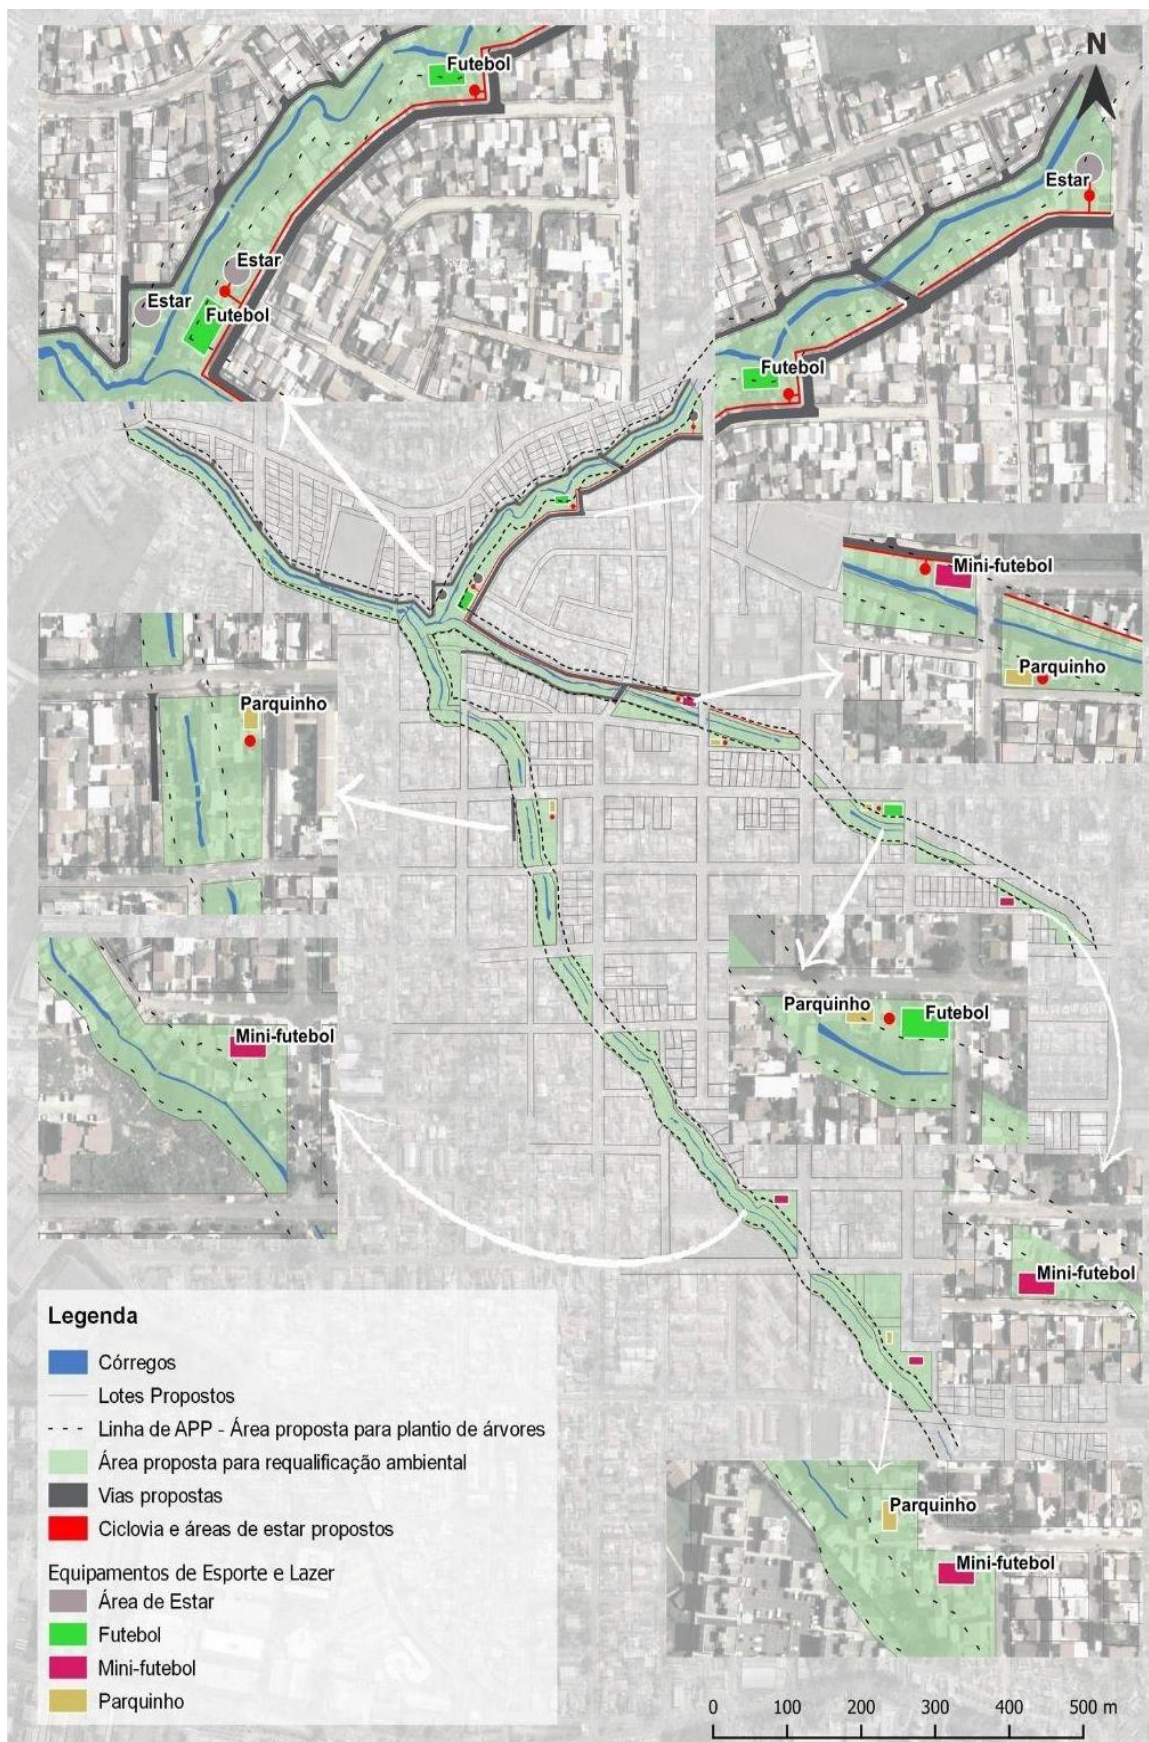 Futebol
Estar
Estar
Futebol
N
Estar
Futebol
Mini-futebol
Parquinho
Parquinho
Mini-futebol
Parquinho
Futebol
Mini-futebol
Parquinho
Mini-futebol
Legenda
Córregos
Lotes Propostos
Linha de APP - Área proposta para plantio de árvores
Área proposta para requalificação ambiental
Vias propostas
Ciclovia e áreas de estar propostos
Equipamentos de Esporte e Lazer
Área de Estar
Futebol
Mini-futebol
Parquinho
0 100 200 300 400 500 m